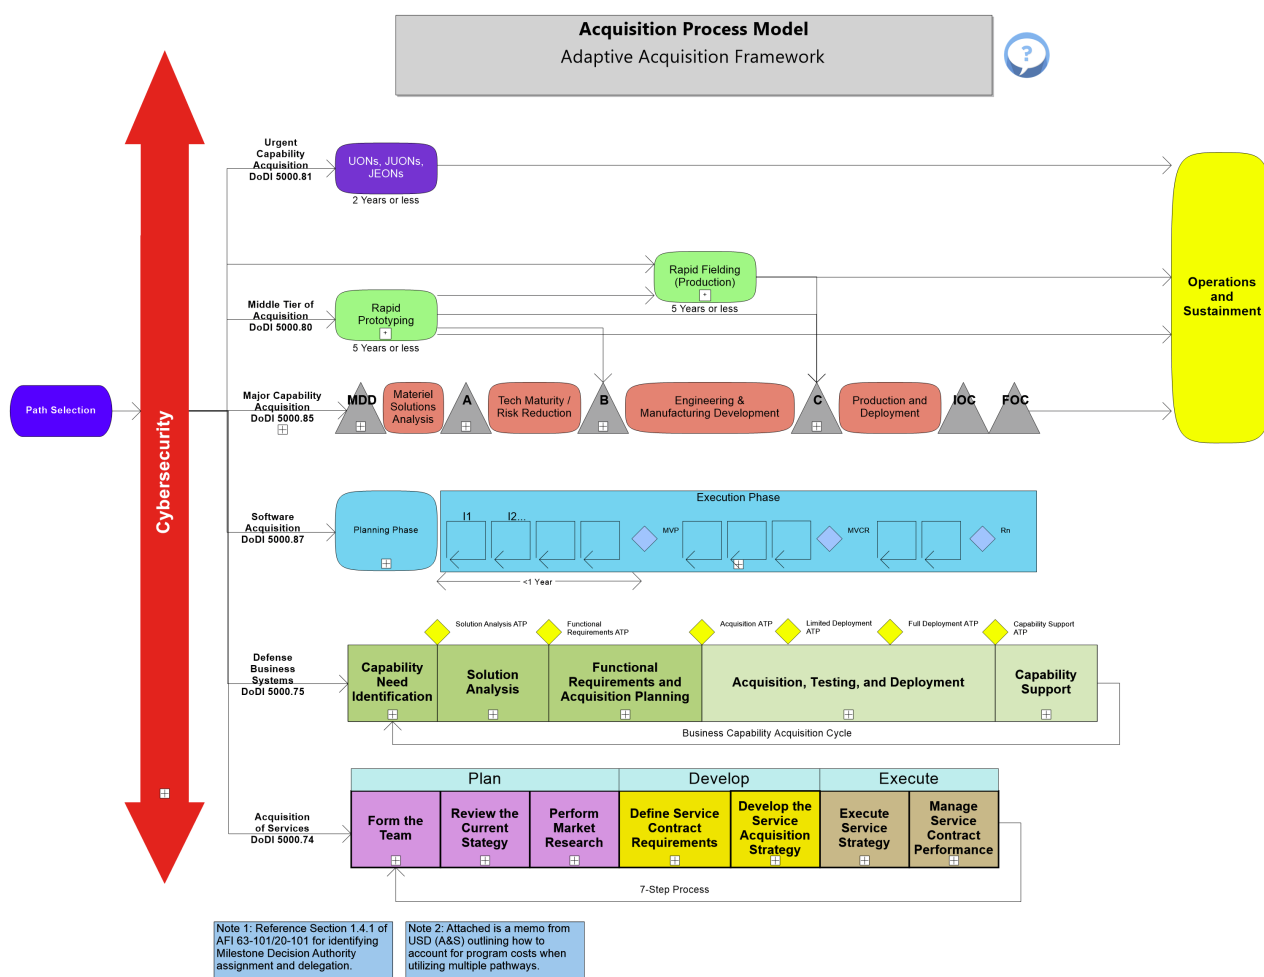 Acquisition Process Model
Adaptive Acquisition Framework
?
Urgent
Capability
Acquisition
DoDI 5000.81
UONs, JUONs,
JEONs
2 Years or less
Rapid Fielding
(Production)
5 Years or less
Middle Tier of
Acquisition
DoDI 5000.80
Rapid
Prototyping
5 Years or less
Operations
and
Sustainment
Path Selection
Cybersecurity
Major Capability
Acquisition
DoDI 5000.85
MDD
Materiel
Solutions
Analysis
A
Tech Maturity /
Risk Reduction
B
Engineering &
Manufacturing Development
C
Production and
Deployment
IOC
FOC
Software
Acquisition
DoDI 5000.87
Planning Phase
Execution Phase
I1
I2...
MVP
MVCR
Rn
<1 Year
Solution Analysis ATP
Functional
Requirements ATP
Acquisition ATP
Limited Deployment
ATP
Full Deployment ATP
Capability Support
ATP
Defense
Business
Systems
DoDI 5000.75
Capability
Need
Identification
Solution
Analysis
Functional
Requirements and
Acquisition Planning
Acquisition, Testing, and Deployment
Capability
Support
Business Capability Acquisition Cycle
Plan
Develop
Execute
Acquisition
of Services
DoDI 5000.74
Form the
Team
Review the
Current
Stategy
Perform
Market
Research
Define Service
Contract
Requirements
Develop the
Service
Acquisition
Strategy
Execute
Service
Strategy
Manage
Service
Contract
Performance
7-Step Process
Note 1: Reference Section 1.4.1 of
AFI 63-101/20-101 for identifying
Milestone Decision Authority
assignment and delegation.
Note 2: Attached is a memo from
USD (A&S) outlining how to
account for program costs when
utilizing multiple pathways.